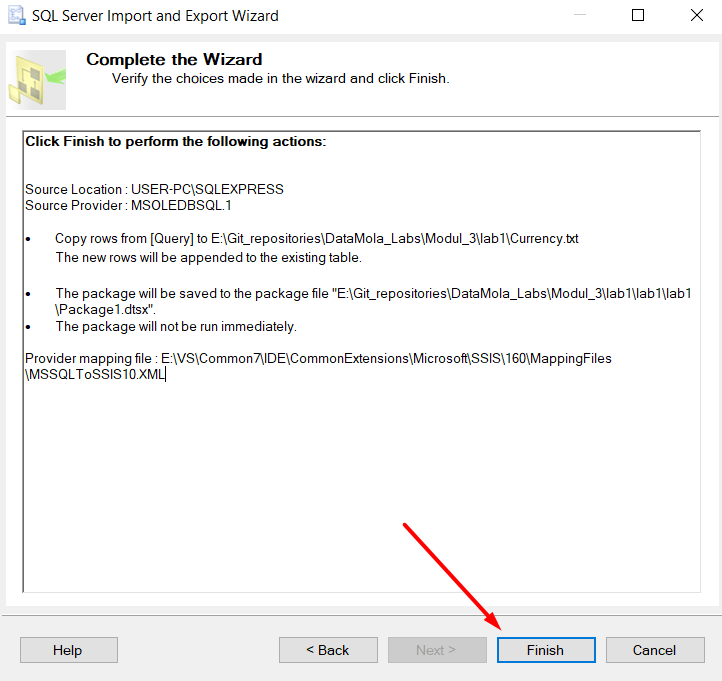 SQL Server Import and Export Wizard
Complete the Wizard
Verify the choices made in the wizard and click Finish.
Click Finish to perform the following actions:
Source Location : USER-PC\SQLEXPRESS
Source Provider : MSOLEDBSQL.1
• Copy rows from [Query] to E:\Git_repositories\DataMola_Labs\Modul_3\lab1\Currency.txt
The new rows will be appended to the existing table.
• The package will be saved to the package file "E:\Git_repositories\DataMola_Labs\Modul_3\lab1\lab1\lab1
\Package1.dtsx".
• The package will not be run immediately.
Provider mapping file : E:\VS\Common7\IDE\CommonExtensions\Microsoft\SSIS\160\MappingFiles
\MSSQLToSSIS10.XML
Help
< Back
Next >
Finish
Cancel